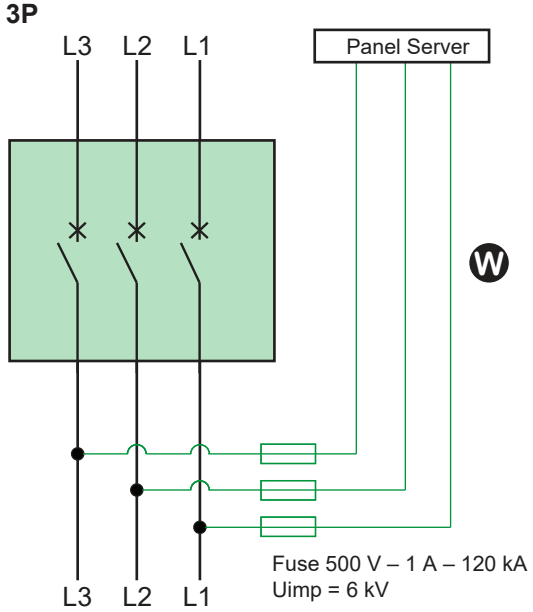 3P
L3 L2 L1
Panel Server
W
Fuse 500 V – 1 A – 120 kA
Uimp = 6 kV
L3 L2 L1